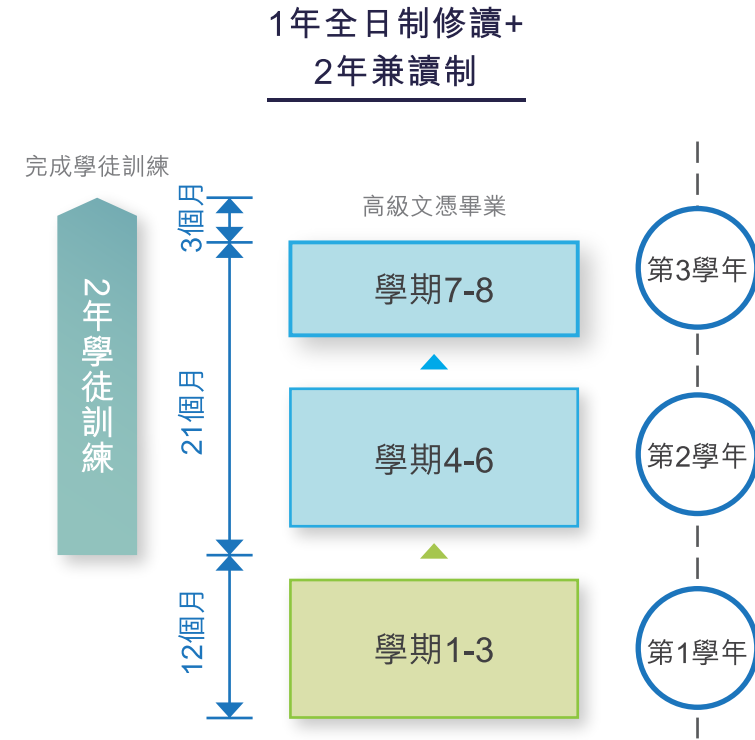 1年全日制修讀+
2年兼讀制
完成學徒訓練
2年學徒訓練
3個月
21個月
12個月
高級文憑畢業
學期7-8
學期4-6
學期1-3
第3學年
第2學年
第1學年